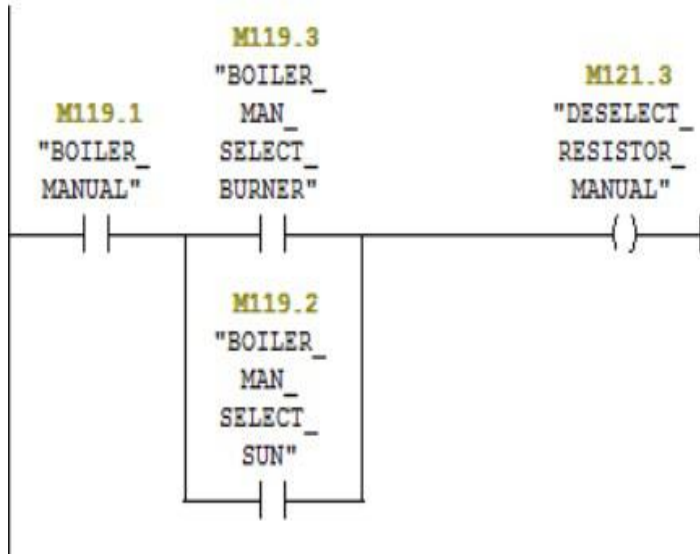 M119.1
"BOILER_
MANUAL"
M119.3
"BOILER_
MAN_
SELECT_
BURNER"
M121.3
"DESELECT_
RESISTOR_
MANUAL"
M119.2
"BOILER_
MAN_
SELECT_
SUN"